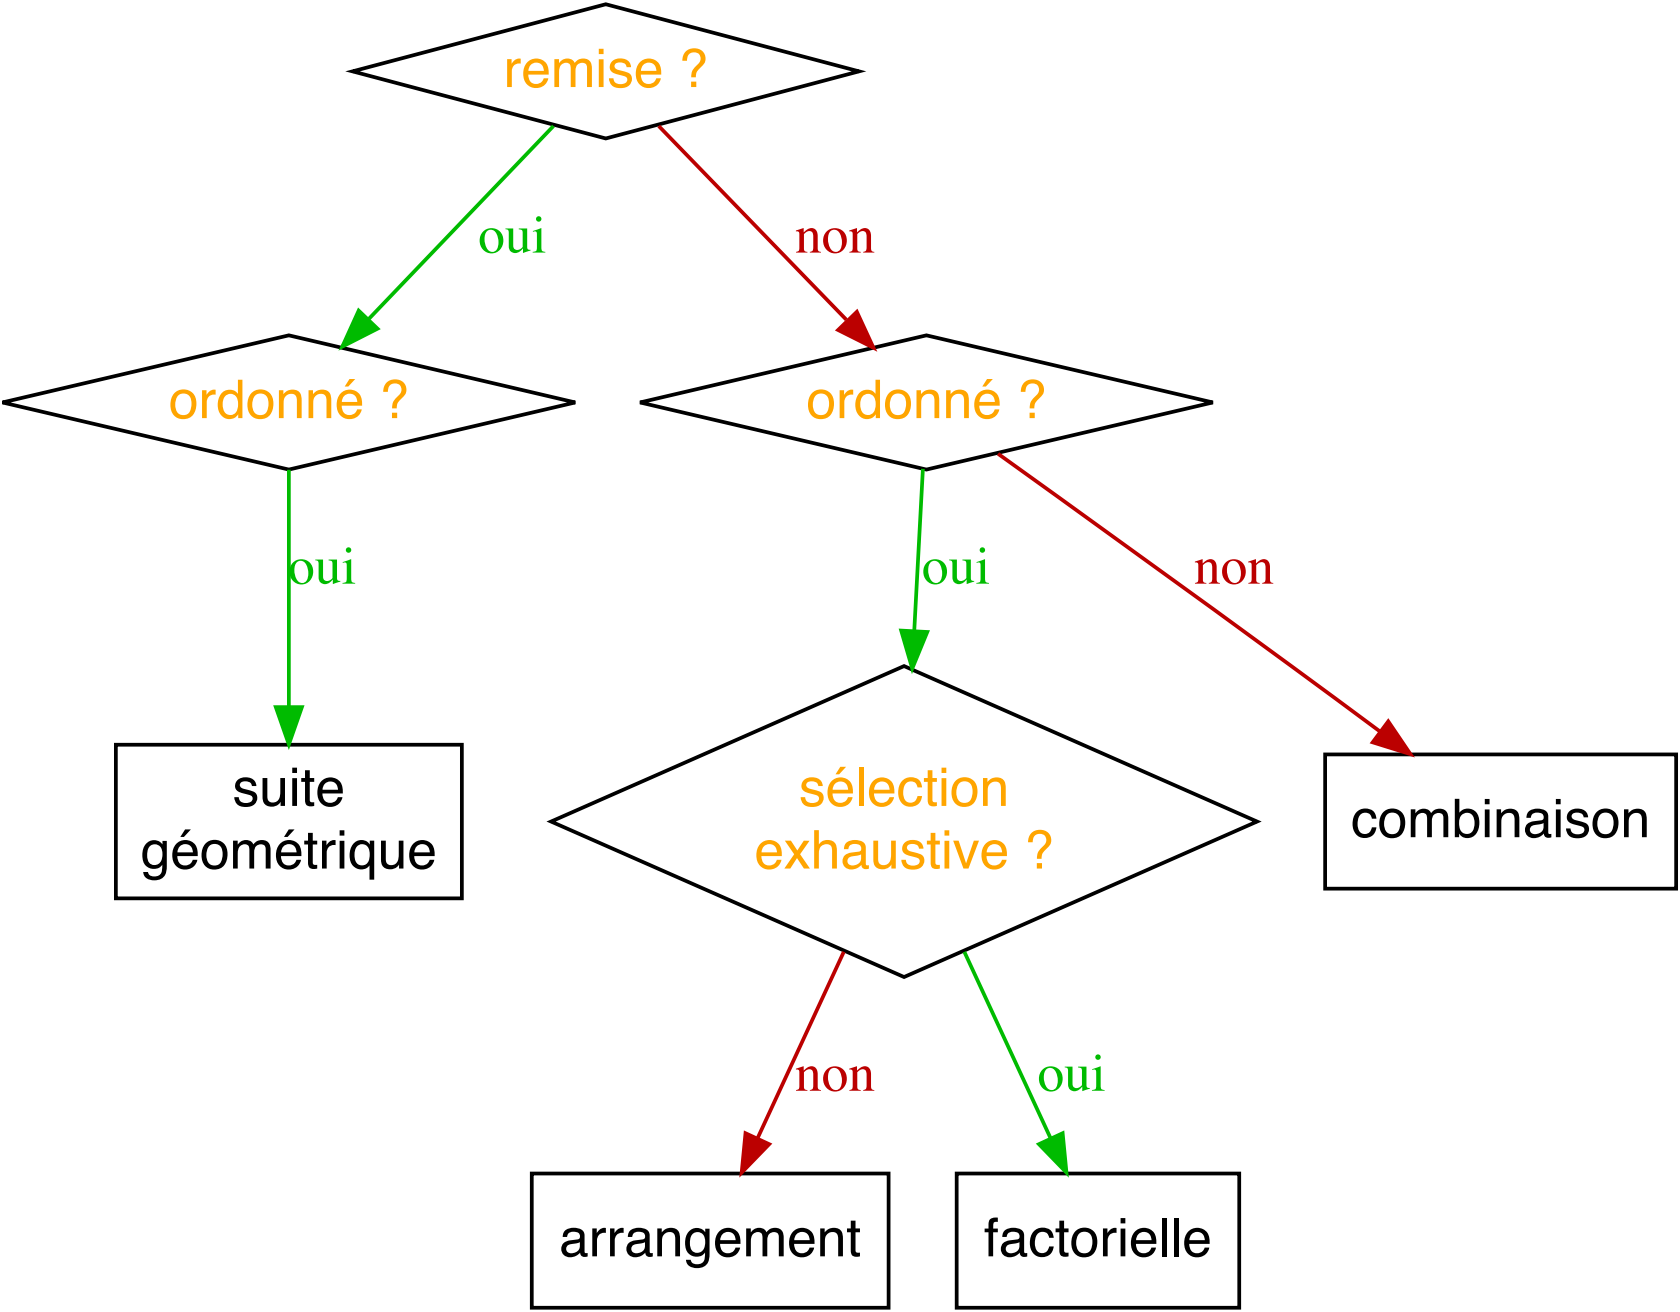 remise ?
oui
non
ordonné ?
ordonné ?
oui
oui
non
suite
géométrique
sélection
exhaustive ?
combinaison
non
oui
arrangement
factorielle